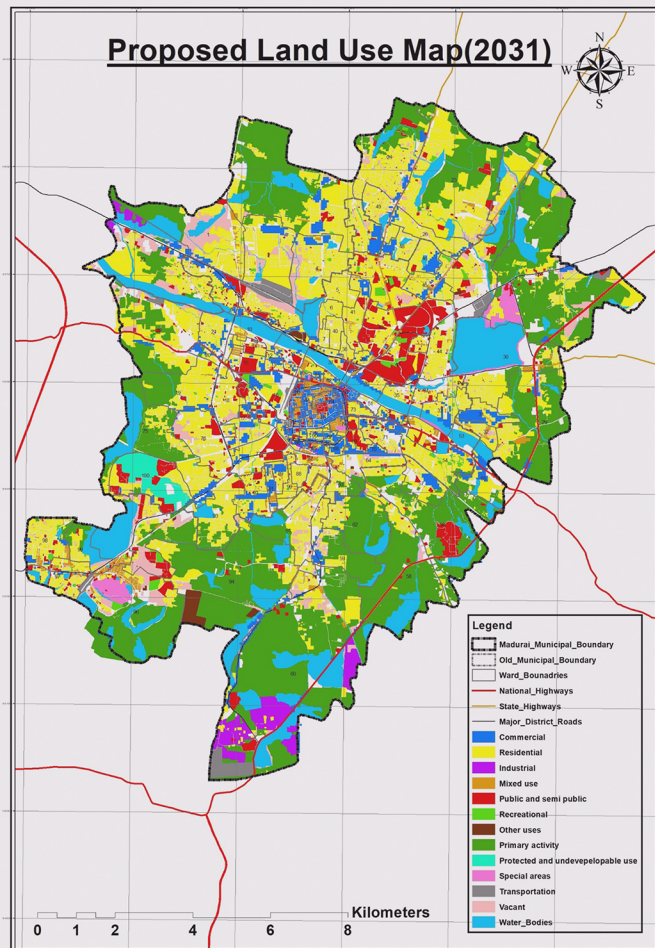 Proposed Land Use Map(2031)
N
W
E
S
Legend
Madurai_Municipal_Boundary
Old_Municipal_Boundary
Ward_Bounadries
National_Highways
State_Highways
Major_District_Roads
Commercial
Residential
Industrial
Mixed use
Public and semi public
Recreational
Other uses
Primary activity
Protected and undevepelopable use
Special areas
Transportation
Vacant
Water_Bodies
Kilometers
0 1 2 4 6 8